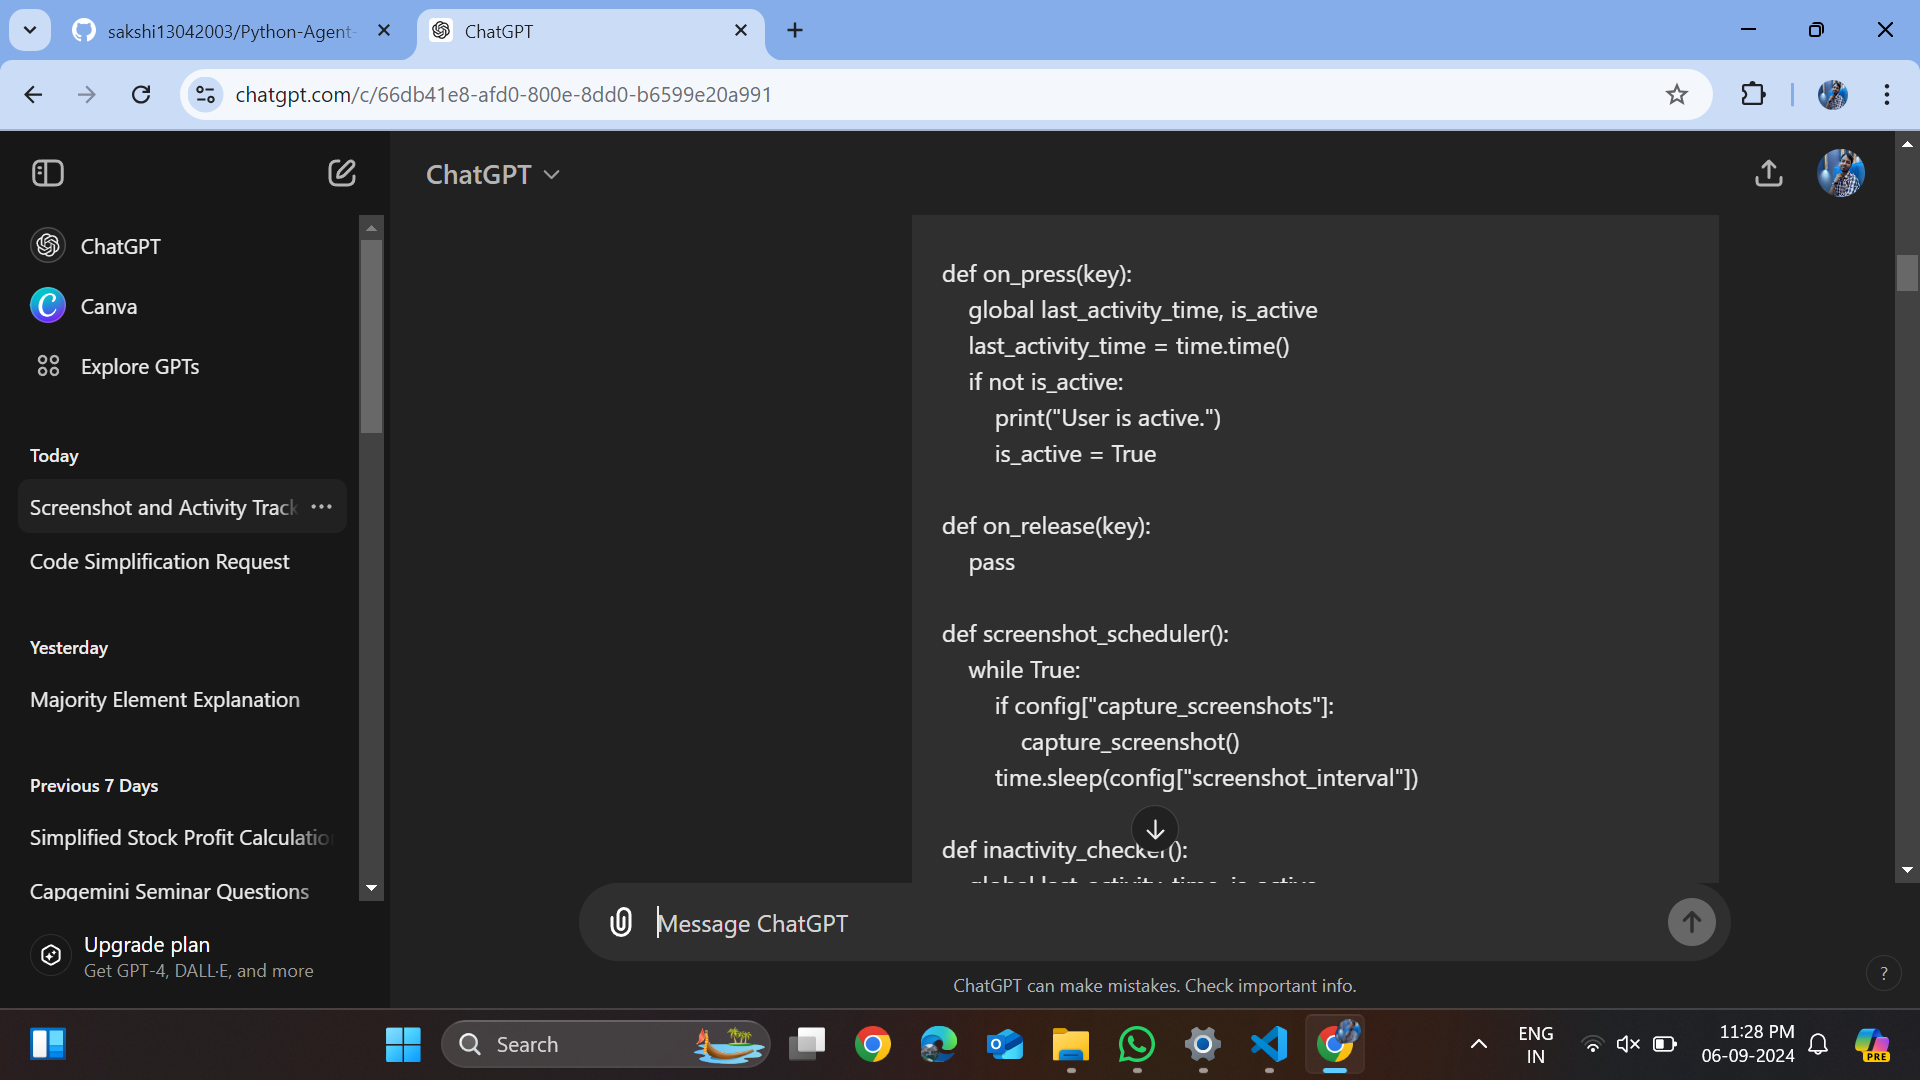 sakshi13042003/Python-Agent-
ChatGPT
chatgpt.com/c/66db41e8-afd0-800e-8dd0-b6599e20a991
ChatGPT
ChatGPT
Canva
Explore GPTs
Today
Screenshot and Activity Track
Code Simplification Request
Yesterday
Majority Element Explanation
Previous 7 Days
Simplified Stock Profit Calculatio
Capgemini Seminar Questions
Upgrade plan
Get GPT-4, DALL·E, and more
def on_press(key):
global last_activity_time, is_active
last_activity_time = time.time()
if not is_active:
print("User is active.")
is_active = True
def on_release(key):
pass
def screenshot_scheduler():
while True:
if config["capture_screenshots"]:
capture_screenshot()
time.sleep(config["screenshot_interval"])
def inactivity_checker():
global last_activity_time, is_active
Message ChatGPT
ChatGPT can make mistakes. Check important info.
?
Search
ENG
IN
11:28 PM
06-09-2024
PRE